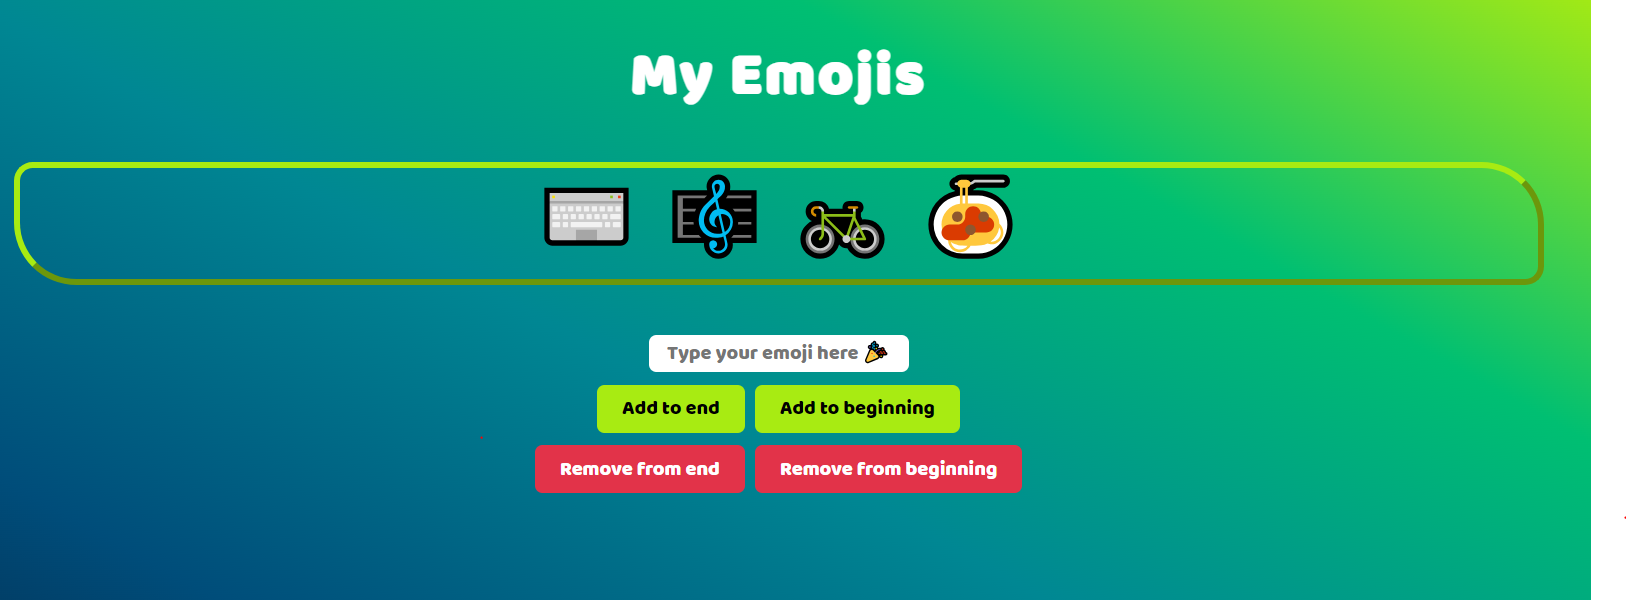 My Emojis
Type your emoji here 🎉
Add to end
Add to beginning
Remove from end
Remove from beginning